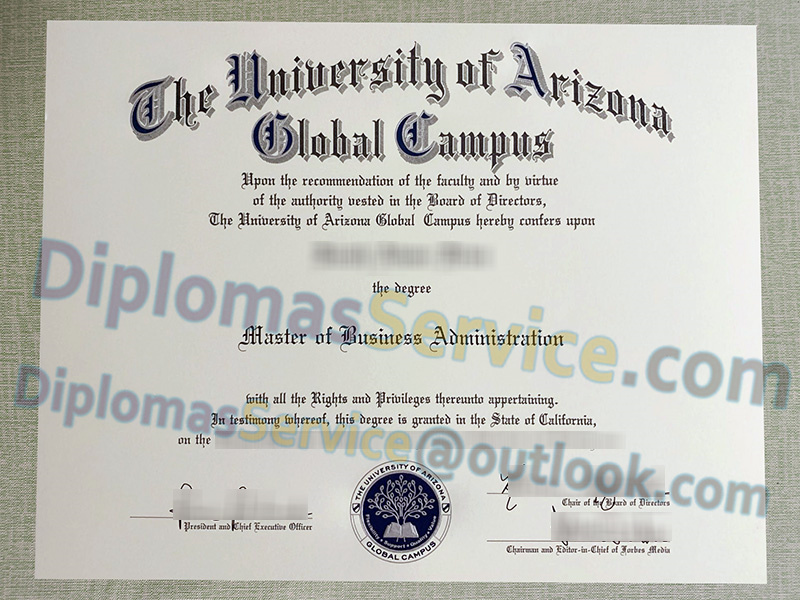 The University of Arizona
Global Campus
Upon the recommendation of the faculty and by virtue
of the authority vested in the Board of Directors,
The University of Arizona Global Campus hereby confers upon
the degree
DiplomasService.com
Master of Business Administration
with all the Rights and Privileges thereunto appertaining.
In testimony whereof, this degree is granted in the State of California,
DiplomasService@outlook.com
on the
THE UNIVERSITY OF ARIZONA
Flexibility • Support • Quality • Value
GLOBAL CAMPUS
Chair of the Board of Directors
President and Chief Executive Officer
Chairman and Editor-in-Chief of Forbes Media